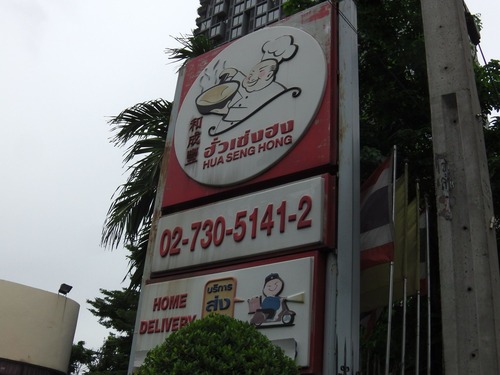 和成豐
ฮั่วเซ่งฮง
HUA SENG HONG
02-730-5141-2
HOME
DELIVERY
บริการ
ส่ง